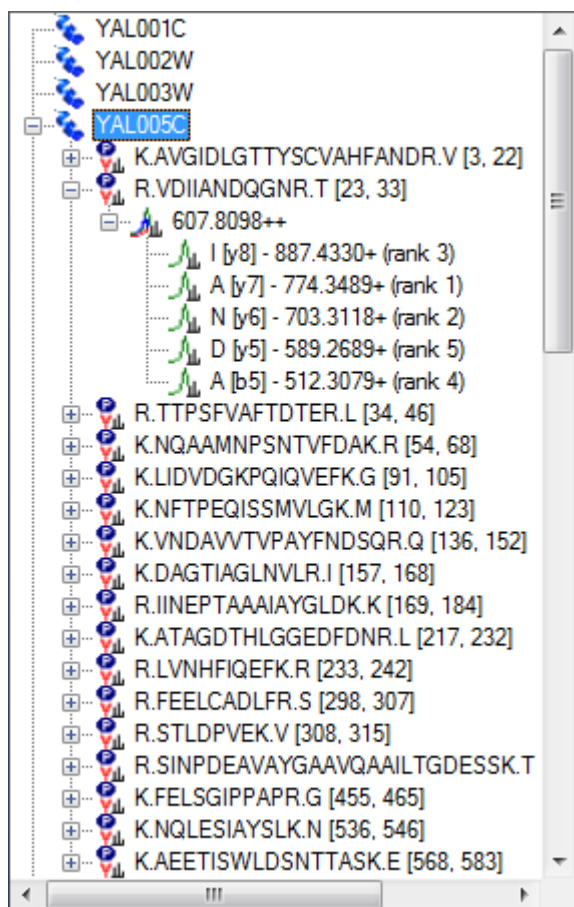 YAL001C
YAL002W
YAL003W
YAL005C
K.AVGIDLGTTYSCVAHFANDR.V [3, 22]
R.VDIIANDQGNR.T [23, 33]
607.8098++
I [y8] - 887.4330+ (rank 3)
A [y7] - 774.3489+ (rank 1)
N [y6] - 703.3118+ (rank 2)
D [y5] - 589.2689+ (rank 5)
A [b5] - 512.3079+ (rank 4)
R.TTPSFVAFTDTER.L [34, 46]
K.NQAAMNPSNTVFDAK.R [54, 68]
K.LIDVDGKPQIQVEFK.G [91, 105]
K.NFTPEQISSMVLGK.M [110, 123]
K.VNDAVVTVPAYFNDSQR.Q [136, 152]
K.DAGTIAGLNVLR.I [157, 168]
R.IINEPTAAAIAYGLDK.K [169, 184]
K.ATAGDTHLGGEDFDNR.L [217, 232]
R.LVNHFIQEFK.R [233, 242]
R.FEELCADLFR.S [298, 307]
R.STLDPVEK.V [308, 315]
R.SINPDEAVAYGAAVQAAILTGDESSK.T
K.FELSGIPPAPR.G [455, 465]
K.NQLESIAYSLK.N [536, 546]
K.AEETISWLDSNTTASK.E [568, 583]